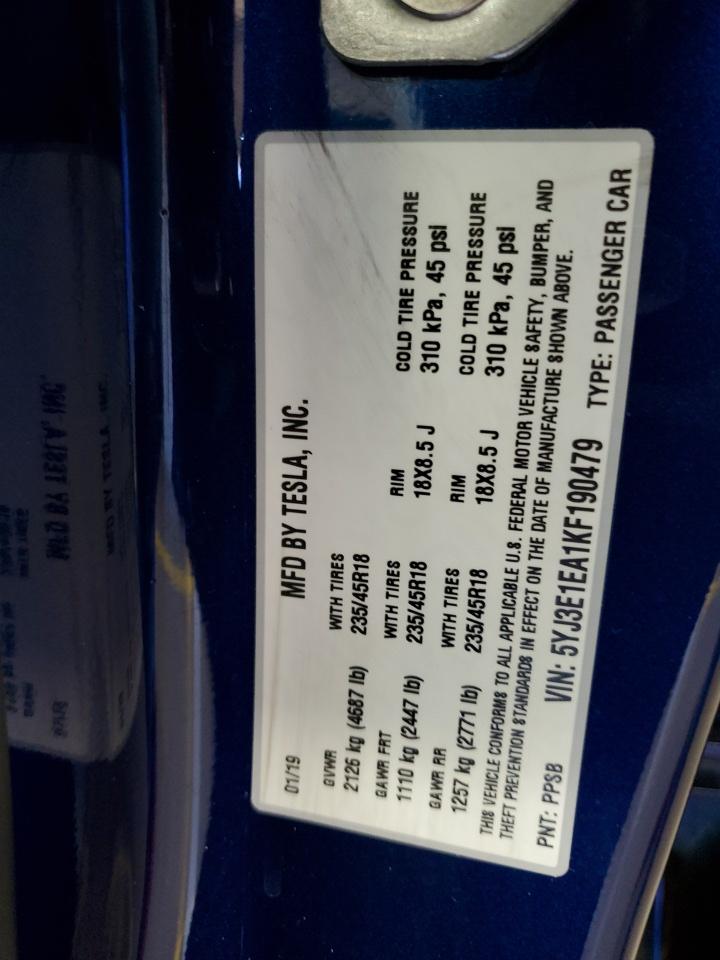 MFD BY TESLA, INC.
01/19
GVWR
2126 kg (4687 lb)
WITH TIRES
235/45R18
GAWR FRT
1110 kg (2447 lb)
WITH TIRES
235/45R18
RIM
18X8.5 J
COLD TIRE PRESSURE
310 kPa, 45 psi
GAWR RR
1257 kg (2771 lb)
WITH TIRES
235/45R18
RIM
18X8.5 J
COLD TIRE PRESSURE
310 kPa, 45 psi
THIS VEHICLE CONFORMS TO ALL APPLICABLE U.S. FEDERAL MOTOR VEHICLE SAFETY, BUMPER, AND
THEFT PREVENTION STANDARDS IN EFFECT ON THE DATE OF MANUFACTURE SHOWN ABOVE.
PNT: PPSB VIN: 5YJ3E1EA1KF190479 TYPE: PASSENGER CAR